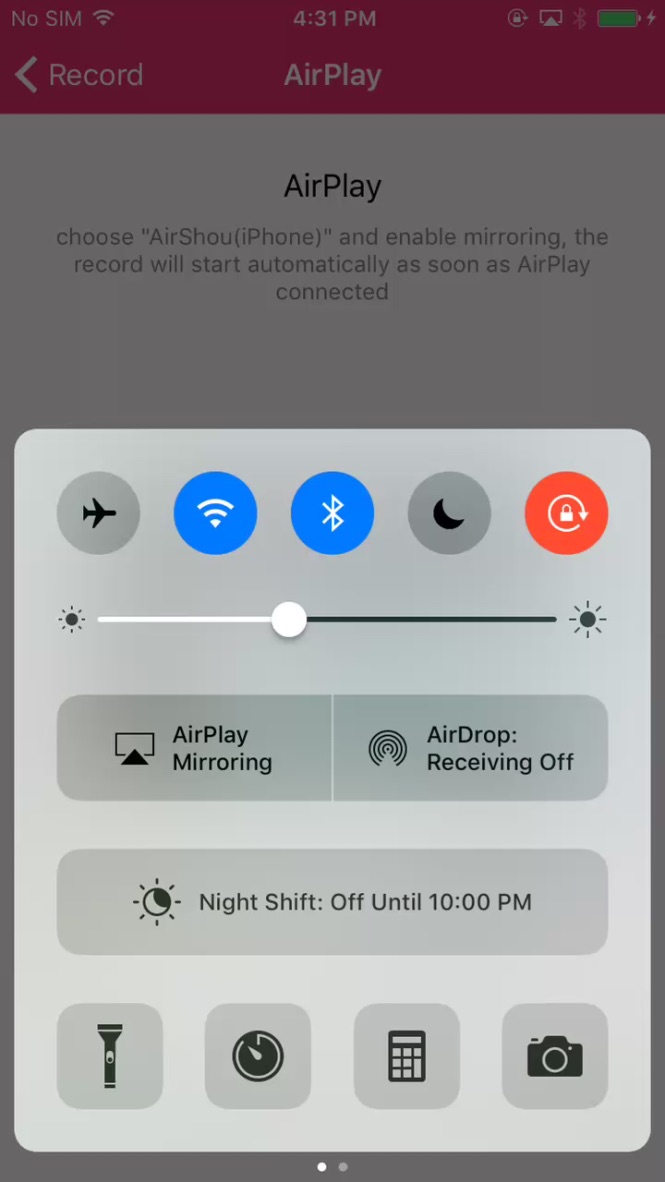 No SIM 4:31 PM
Record AirPlay
AirPlay
choose "AirShou(iPhone)" and enable mirroring, the
record will start automatically as soon as AirPlay
connected
AirPlay
Mirroring
AirDrop:
Receiving Off
Night Shift: Off Until 10:00 PM